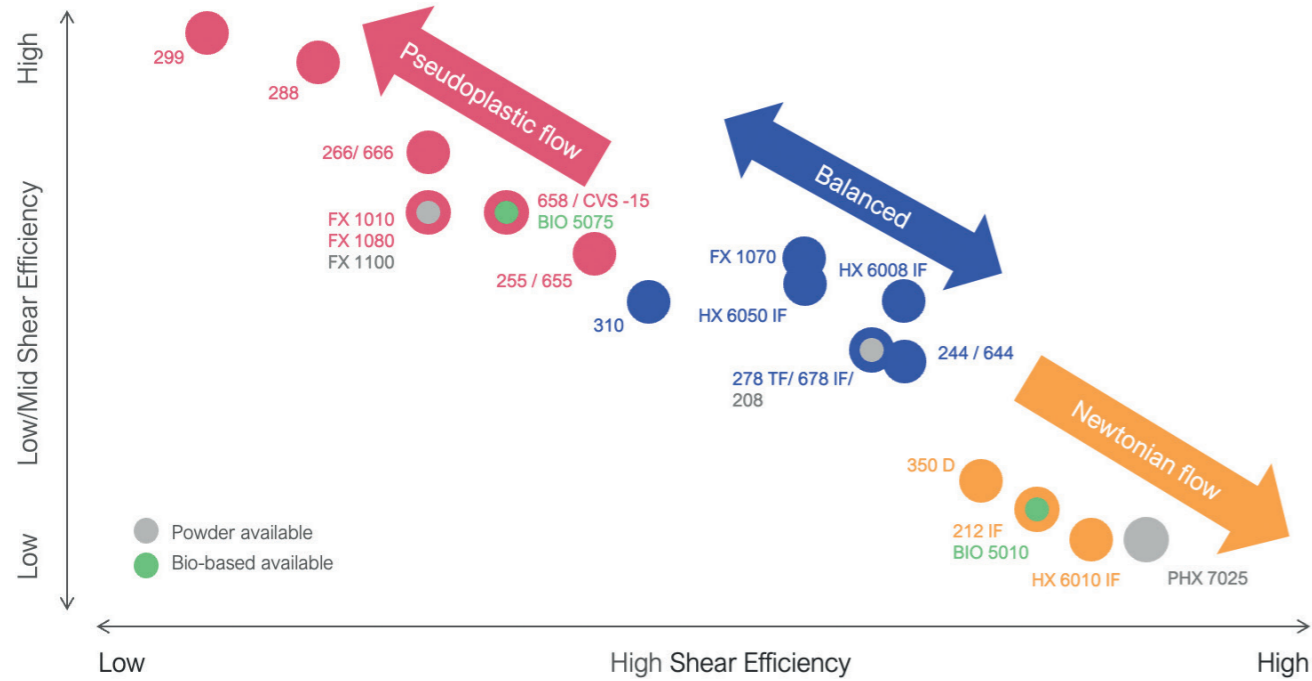 High
Low/Mid Shear Efficiency
Low
299
288
Pseudoplastic flow
266/ 666
FX 1010
FX 1080
FX 1100
658 / CVS -15
BIO 5075
255 / 655
Balanced
310
FX 1070
HX 6050 IF
HX 6008 IF
278 TF/ 678 IF/
208
244 / 644
Newtonian flow
350 D
212 IF
BIO 5010
HX 6010 IF
PHX 7025
Powder available
Bio-based available
Low
High Shear Efficiency
High